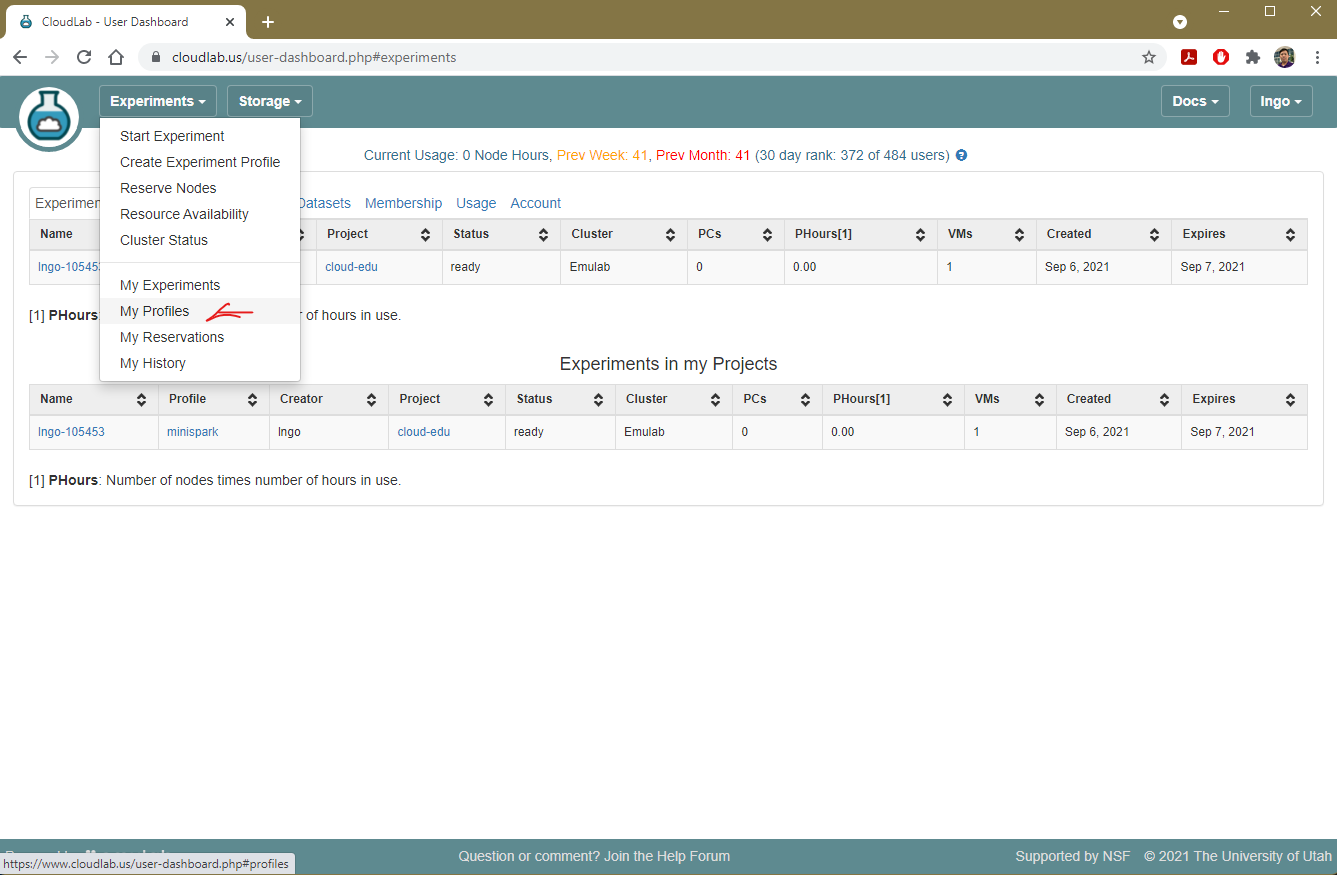 CloudLab - User Dashboard
cloudlab.us/user-dashboard.php#experiments
Experiments Storage Docs Ingo
Start Experiment
Create Experiment Profile
Reserve Nodes
Resource Availability
Cluster Status
My Experiments
My Profiles
My Reservations
My History
Current Usage: 0 Node Hours, Prev Week: 41, Prev Month: 41 (30 day rank: 372 of 484 users) ?
Experimen Datasets Membership Usage Account
Name Project Status Cluster PCs PHours[1] VMs Created Expires
Ingo-10545 cloud-edu ready Emulab 0 0.00 1 Sep 6, 2021 Sep 7, 2021
[1] PHours: of hours in use.
Experiments in my Projects
Name Profile Creator Project Status Cluster PCs PHours[1] VMs Created Expires
Ingo-105453 minispark Ingo cloud-edu ready Emulab 0 0.00 1 Sep 6, 2021 Sep 7, 2021
[1] PHours: Number of nodes times number of hours in use.
Question or comment? Join the Help Forum Supported by NSF © 2021 The University of Utah
https://www.cloudlab.us/user-dashboard.php#profiles